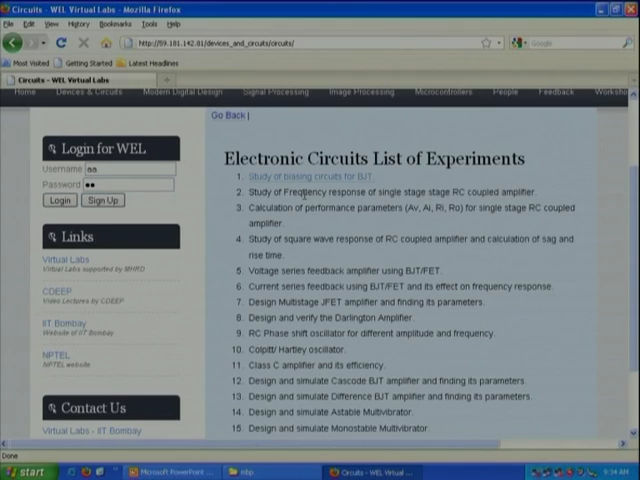 Circuits - WEL Virtual Labs - Mozilla Firefox
File Edit View History Bookmarks Tools Help
http://59.181.142.81/devices_and_circuits/circuits/
Google
Most Visited Getting Started Latest Headlines
Circuits - WEL Virtual Labs
Home Devices & Circuits Modern Digital Design Signal Processing Image Processing Microcontrollers People Feedback Worksho
Go Back |
Login for WEL
Username aa
Password
Login Sign Up
Links
Virtual Labs
Virtual Labs supported by MHRD
CDEEP
Video Lectures by CDEEP
IIT Bombay
Website of IIT Bombay
NPTEL
NPTEL website
Contact Us
Virtual Labs - IIT Bombay
Electronic Circuits List of Experiments
1. Study of biasing circuits for BJT.
2. Study of Frequency response of single stage stage RC coupled amplifier.
3. Calculation of performance parameters (Av, Ai, Ri, Ro) for single stage RC coupled
amplifier.
4. Study of square wave response of RC coupled amplifier and calculation of sag and
rise time.
5. Voltage series feedback amplifier using BJT/FET.
6. Current series feedback using BJT/FET and its effect on frequency response.
7. Design Multistage JFET amplifier and finding its parameters.
8. Design and verify the Darlington Amplifier.
9. RC Phase shift oscillator for different amplitude and frequency.
10. Colpitt/ Hartley oscillator.
11. Class C amplifier and its efficiency.
12. Design and simulate Cascode BJT amplifier and finding its parameters.
13. Design and simulate Difference BJT amplifier and finding its parameters.
14. Design and simulate Astable Multivibrator.
15. Design and simulate Monostable Multivibrator.
Done
start
Microsoft PowerPoint ...
mbp
Circuits - WEL Virtual ...
9:34 AM